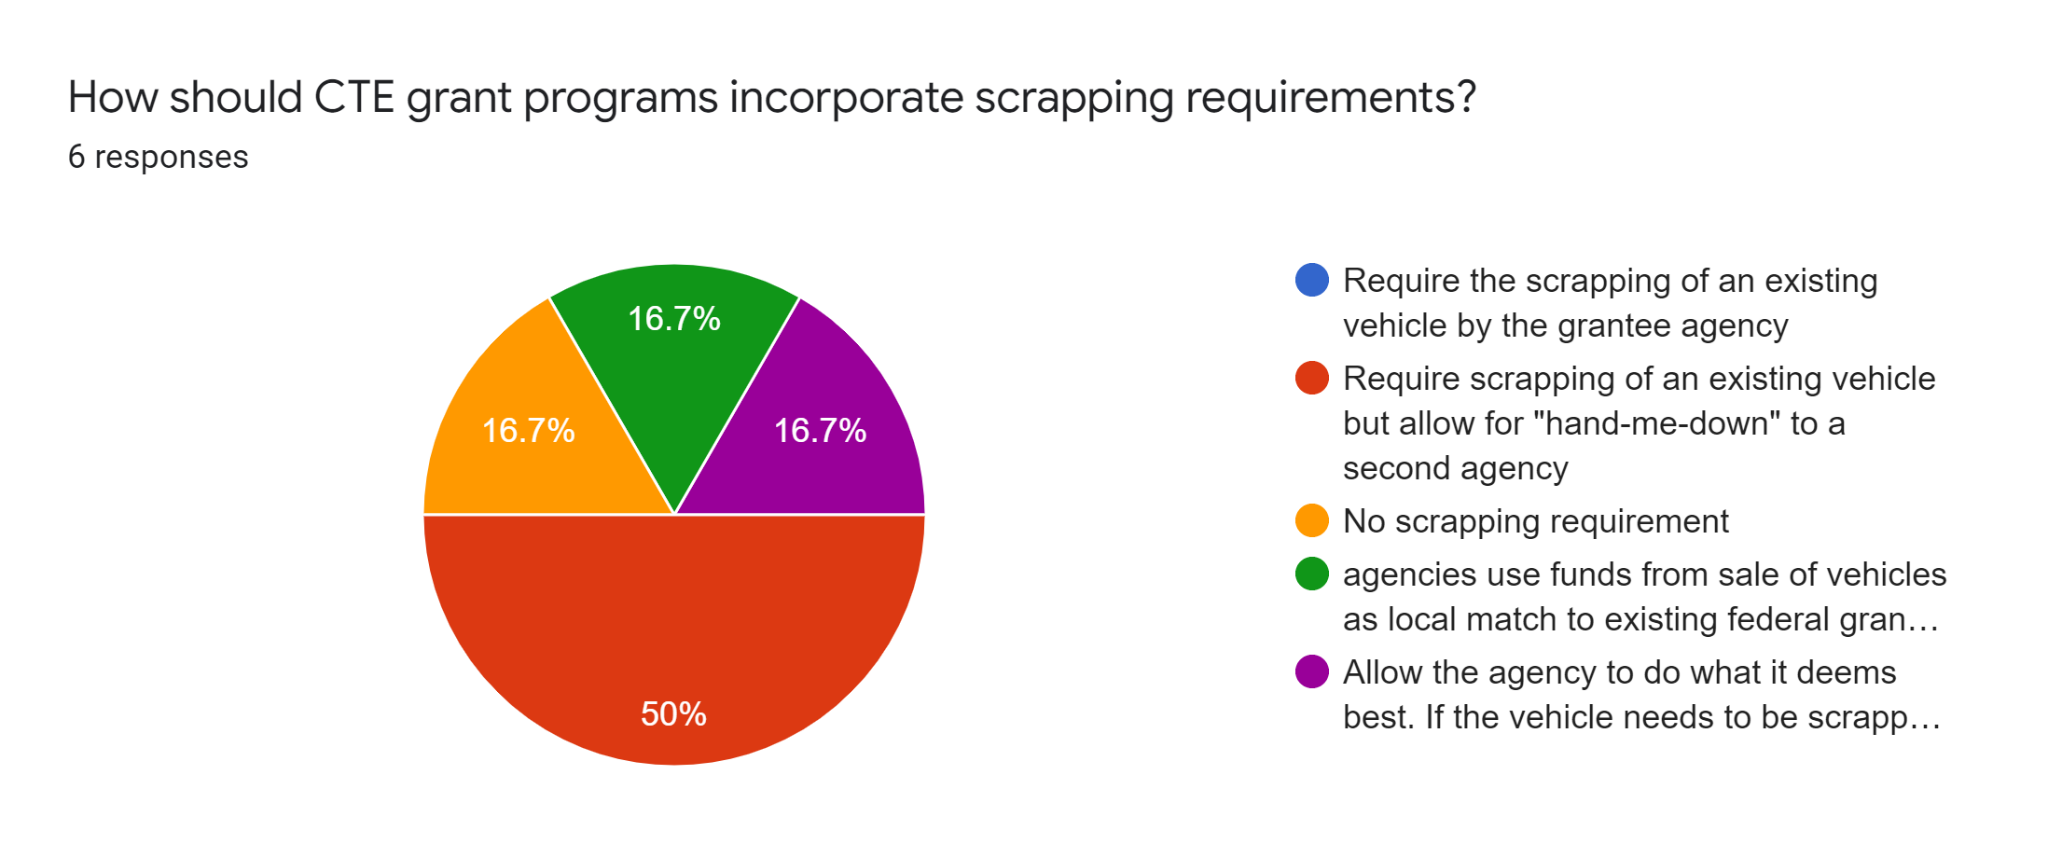 How should CTE grant programs incorporate scrapping requirements?
6 responses
16.7%
16.7%
16.7%
50%
Require the scrapping of an existing
vehicle by the grantee agency
Require scrapping of an existing vehicle
but allow for "hand-me-down" to a
second agency
No scrapping requirement
agencies use funds from sale of vehicles
as local match to existing federal gran…
Allow the agency to do what it deems
best. If the vehicle needs to be scrapp…